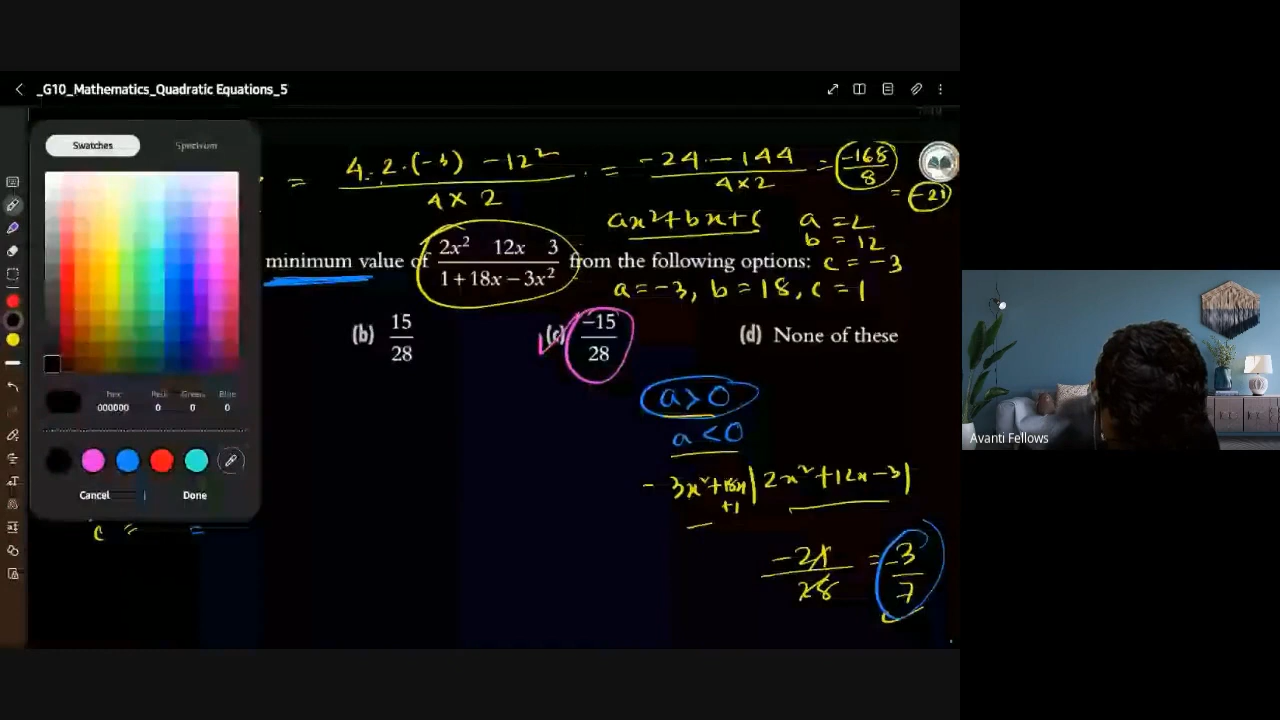 _G10_Mathematics_Quadratic Equations_5
Swatches Spectrum
= 4.2.(-3) -12² / 4×2 = -24-144 / 4×2 = -168/8
= -21
ax²+bx+c a = 2
b = 12
minimum value of 2x² 12x 3 / 1+18x−3x² from the following options: c = -3
a=-3, b=18, c=1
(b) 15/28 (c) −15/28 (d) None of these
a>0
Hex Red Green Blue
000000 0 0 0
a<0
Avanti Fellows
- 3x²+18x+1 | 2x²+12x-3 |
Cancel Done
c = =
-21/28 = -3/7